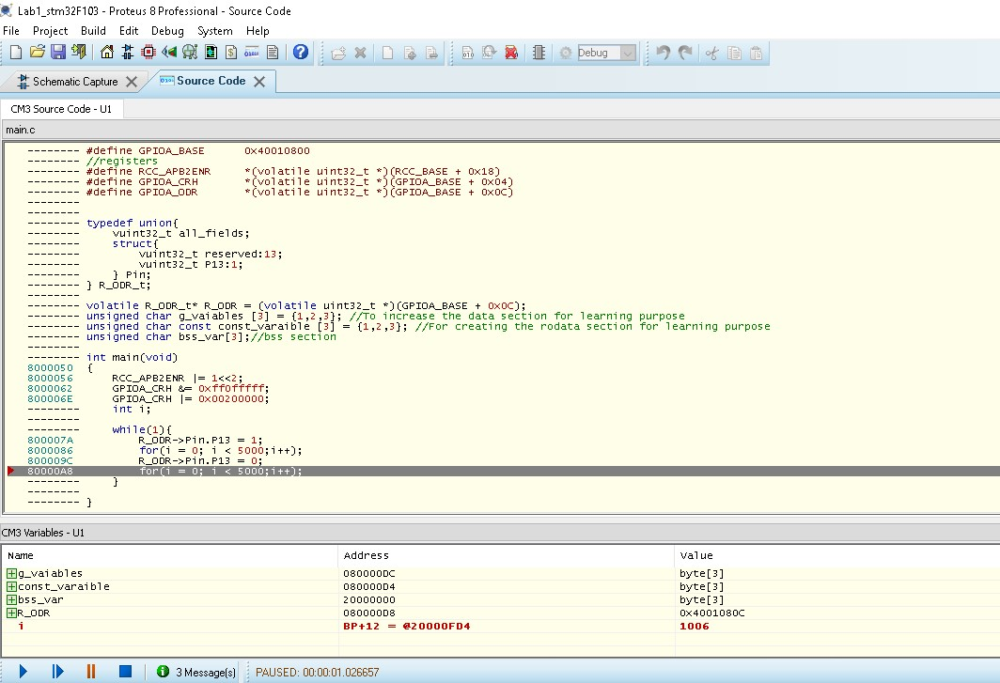 Lab1_stm32F103 - Proteus 8 Professional - Source Code
File Project Build Edit Debug System Help
Debug
Schematic Capture
Source Code
CM3 Source Code - U1
main.c
-------- #define GPIOA_BASE 0x40010800
-------- //registers
-------- #define RCC_APB2ENR *(volatile uint32_t *)(RCC_BASE + 0x18)
-------- #define GPIOA_CRH *(volatile uint32_t *)(GPIOA_BASE + 0x04)
-------- #define GPIOA_ODR *(volatile uint32_t *)(GPIOA_BASE + 0x0C)
--------
--------
-------- typedef union{
-------- vuint32_t all_fields;
-------- struct{
-------- vuint32_t reserved:13;
-------- vuint32_t P13:1;
-------- } Pin;
-------- } R_ODR_t;
--------
-------- volatile R_ODR_t* R_ODR = (volatile uint32_t *)(GPIOA_BASE + 0x0C);
-------- unsigned char g_vaiables [3] = {1,2,3}; //To increase the data section for learning purpose
-------- unsigned char const const_varaible [3] = {1,2,3}; //For creating the rodata section for learning purpose
-------- unsigned char bss_var[3];//bss section
--------
-------- int main(void)
8000050 {
8000056 RCC_APB2ENR |= 1<<2;
8000062 GPIOA_CRH &= 0xff0fffff;
800006E GPIOA_CRH |= 0x00200000;
-------- int i;
--------
-------- while(1){
800007A R_ODR->Pin.P13 = 1;
8000086 for(i = 0; i < 5000;i++);
800009C R_ODR->Pin.P13 = 0;
80000A8 for(i = 0; i < 5000;i++);
-------- }
--------
-------- }
CM3 Variables - U1
Name Address Value
g_vaiables 080000DC byte[3]
const_varaible 080000D4 byte[3]
bss_var 20000000 byte[3]
R_ODR 080000D8 0x4001080C
i BP+12 = @20000FD4 1006
3 Message(s) PAUSED: 00:00:01.026657